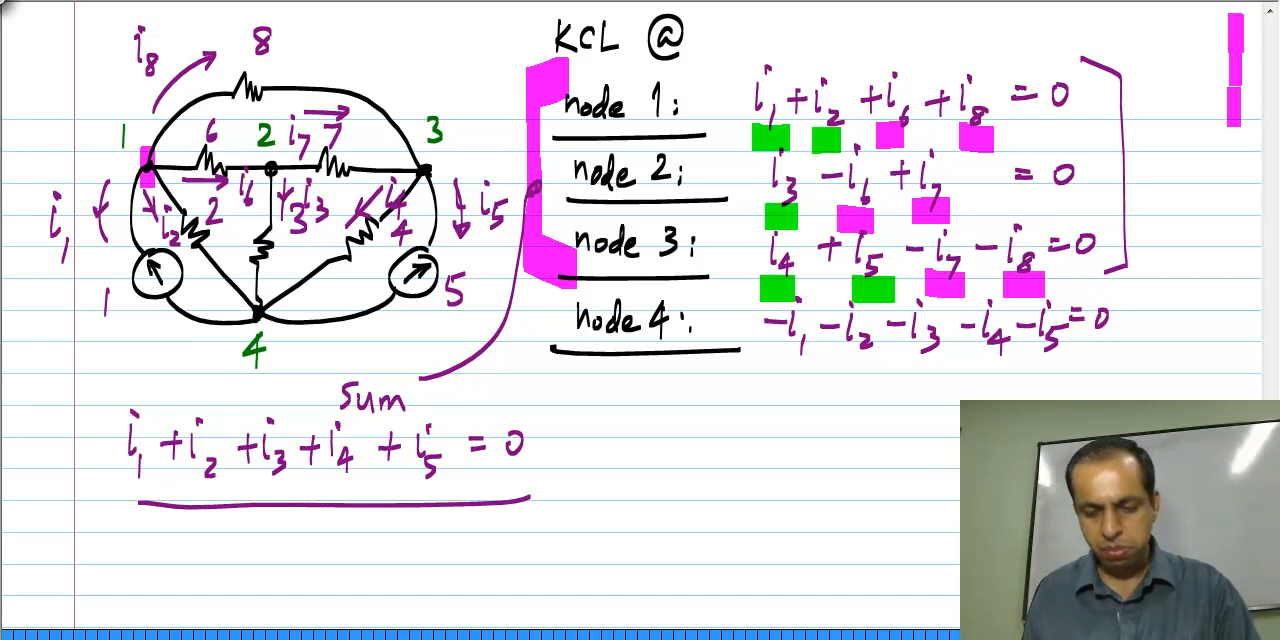 KCL @
node 1: i1 + i2 + i6 + i8 = 0
node 2: i3 - i6 + i7 = 0
node 3: i4 + i5 - i7 - i8 = 0
node 4: -i1 - i2 - i3 - i4 - i5 = 0
i8 8
1 6 2 i7 7 3
i1 i2 2 i6 3 i3 i4 4 i5
1 5
4
sum
i1 + i2 + i3 + i4 + i5 = 0